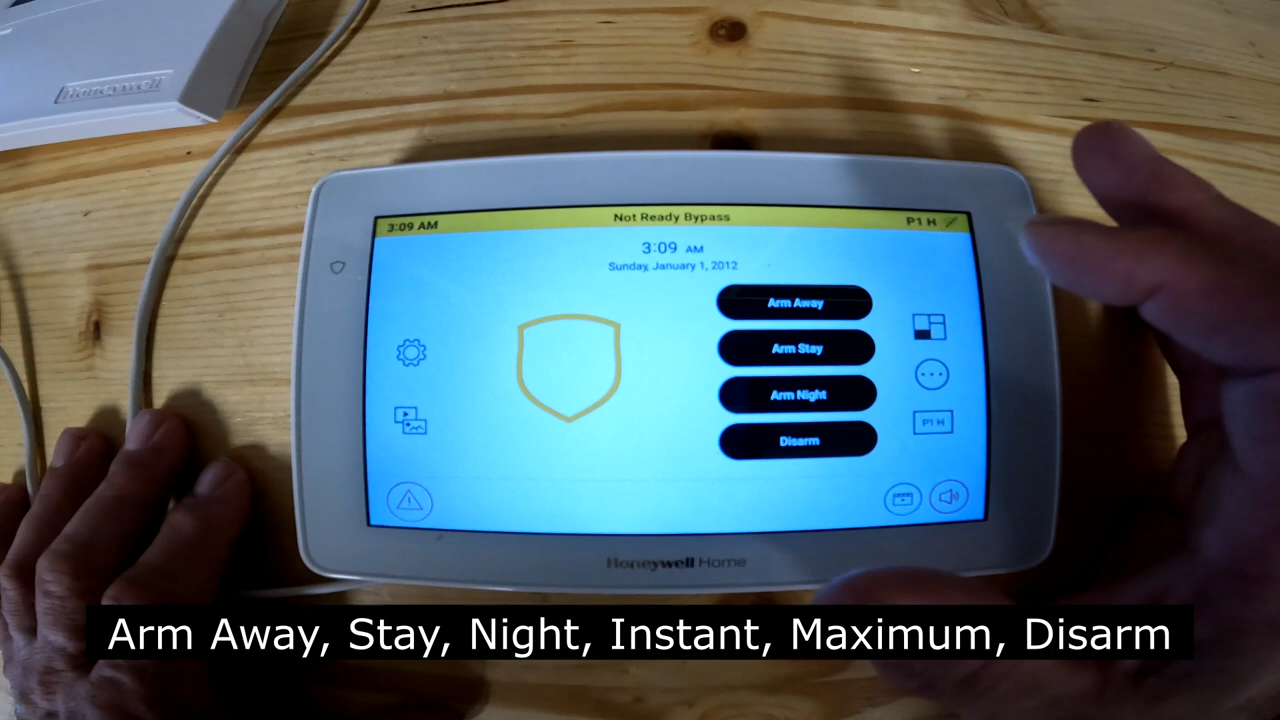 Honeywell
3:09 AM
Not Ready Bypass
P1 H
3:09 AM
Sunday, January 1, 2012
Arm Away
Arm Stay
Arm Night
Disarm
P1 H
Honeywell Home
Arm Away, Stay, Night, Instant, Maximum, Disarm